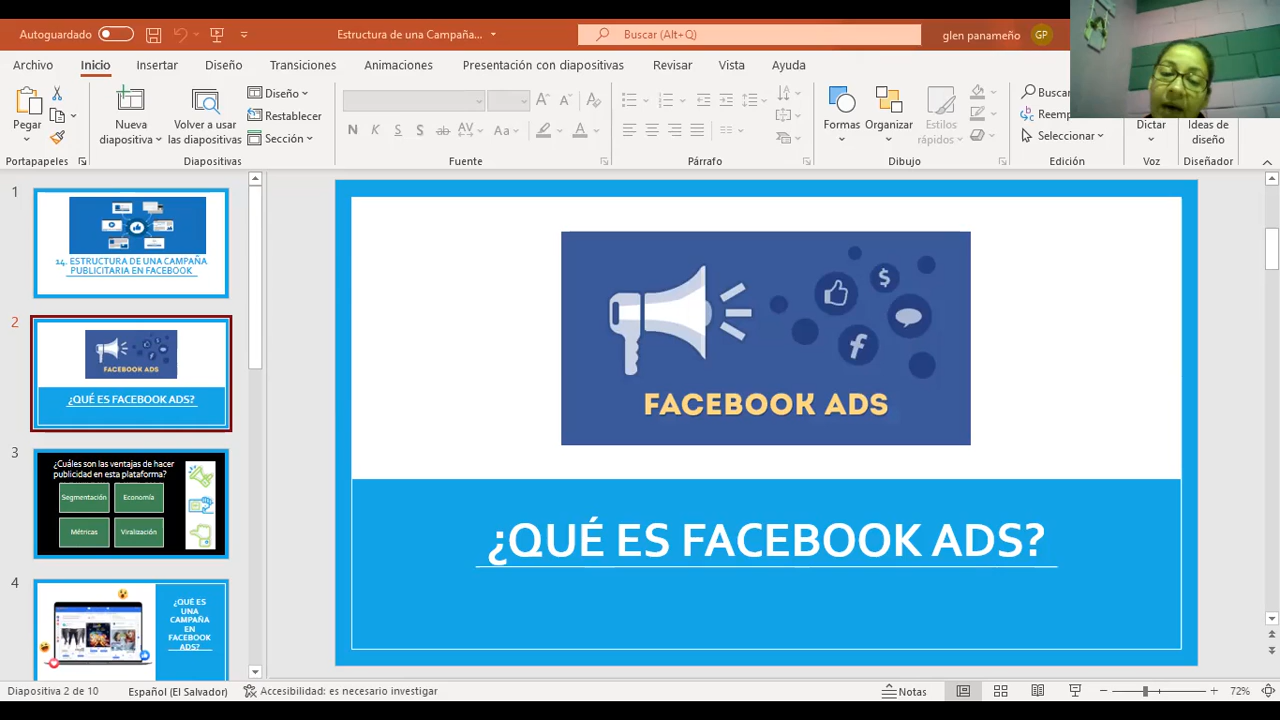 Autoguardado
Estructura de una Campaña...
Buscar (Alt+Q)
glen panameño
GP
Archivo
Inicio
Insertar
Diseño
Transiciones
Animaciones
Presentación con diapositivas
Revisar
Vista
Ayuda
Pegar
Nueva diapositiva
Volver a usar las diapositivas
Diseño
Restablecer
Sección
N K S S ab AV Aa A
Formas
Organizar
Estilos rápidos
Buscar
Reemp
Seleccionar
Dictar
Ideas de diseño
Portapapeles
Diapositivas
Fuente
Párrafo
Dibujo
Edición
Voz
Diseñador
1
14. ESTRUCTURA DE UNA CAMPAÑA
PUBLICITARIA EN FACEBOOK
2
FACEBOOK ADS
¿QUÉ ES FACEBOOK ADS?
3
¿Cuáles son las ventajas de hacer
publicidad en esta plataforma?
Segmentación
Economía
Métricas
Viralización
4
¿QUÉ ES
UNA
CAMPAÑA
EN
FACEBOOK
ADS?
$
f
FACEBOOK ADS
¿QUÉ ES FACEBOOK ADS?
Diapositiva 2 de 10
Español (El Salvador)
Accesibilidad: es necesario investigar
Notas
72%